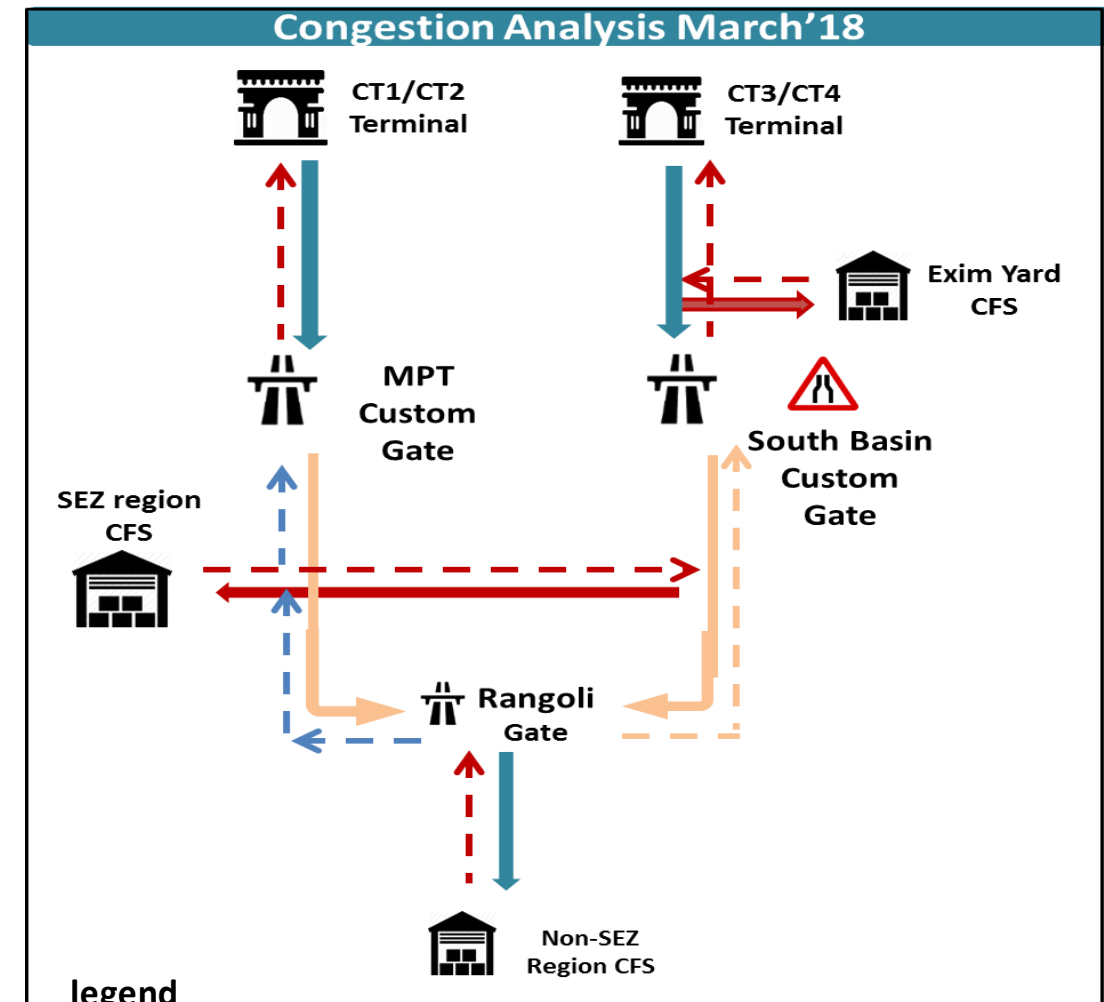 Congestion Analysis March’18
CT1/CT2
Terminal
CT3/CT4
Terminal
Exim Yard
CFS
MPT
Custom
Gate
South Basin
Custom
Gate
SEZ region
CFS
Rangoli
Gate
Non-SEZ
Region CFS
legend